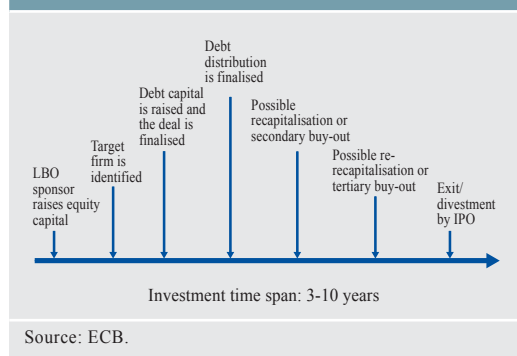 LBO
sponsor
raises equity
capital
Target
firm is
identified
Debt capital
is raised and
the deal is
finalised
Debt
distribution
is finalised
Possible
recapitalisation or
secondary buy-out
Possible re-
recapitalisation or
tertiary buy-out
Exit/
divestment
by IPO
Investment time span: 3-10 years
Source: ECB.